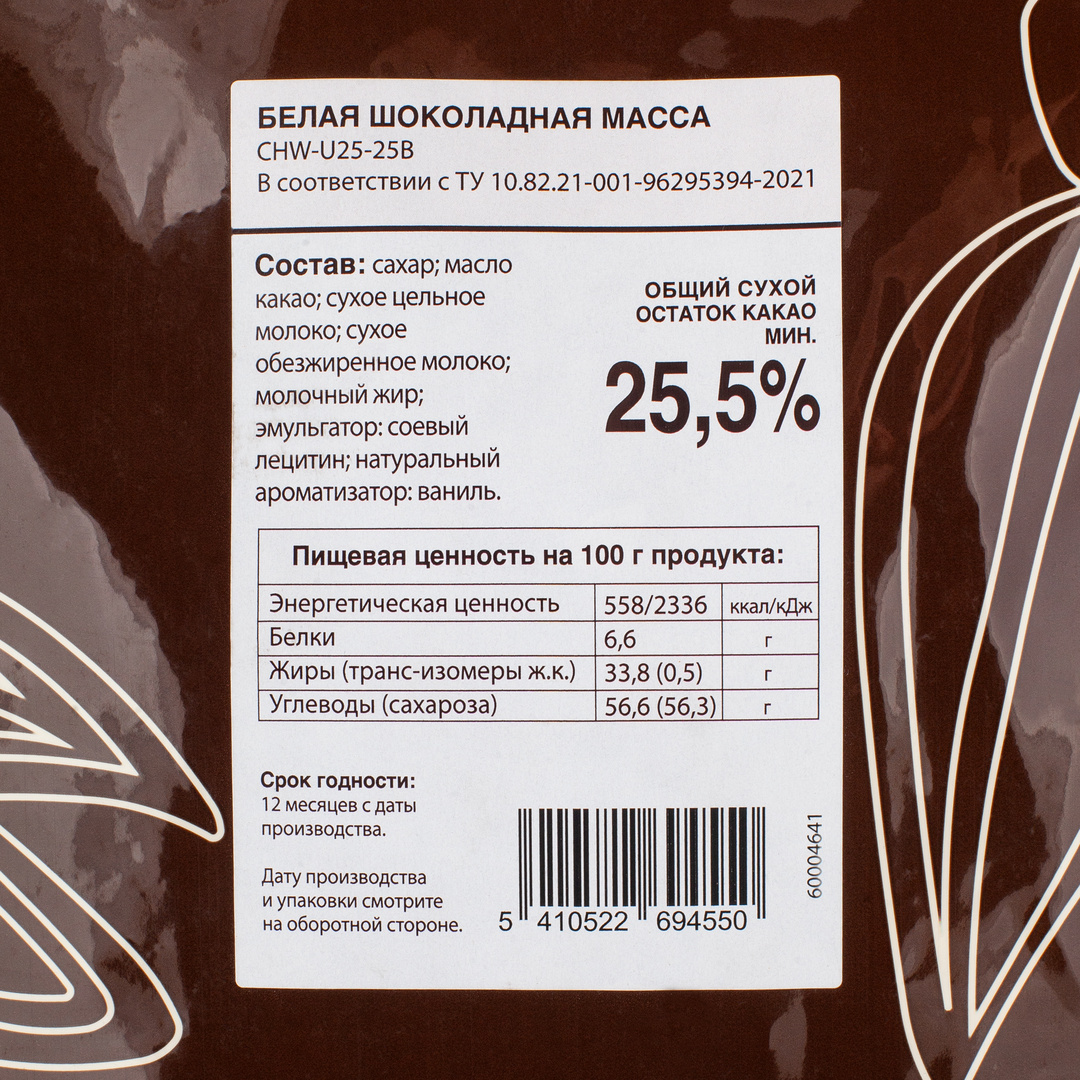 БЕЛАЯ ШОКОЛАДНАЯ МАССА
CHW-U25-25B
В соответствии с ТУ 10.82.21-001-96295394-2021
Состав: сахар; масло
какао; сухое цельное
молоко; сухое
обезжиренное молоко;
молочный жир;
эмульгатор: соевый
лецитин; натуральный
ароматизатор: ваниль.
ОБЩИЙ СУХОЙ
ОСТАТОК КАКАО
МИН.
25,5%
Пищевая ценность на 100 г продукта:
Энергетическая ценность 558/2336 ккал/кДж
Белки 6,6 г
Жиры (транс-изомеры ж.к.) 33,8 (0,5) г
Углеводы (сахароза) 56,6 (56,3) г
Срок годности:
12 месяцев с даты
производства.
Дату производства
и упаковки смотрите
на оборотной стороне.
5 410522 694550
60004641